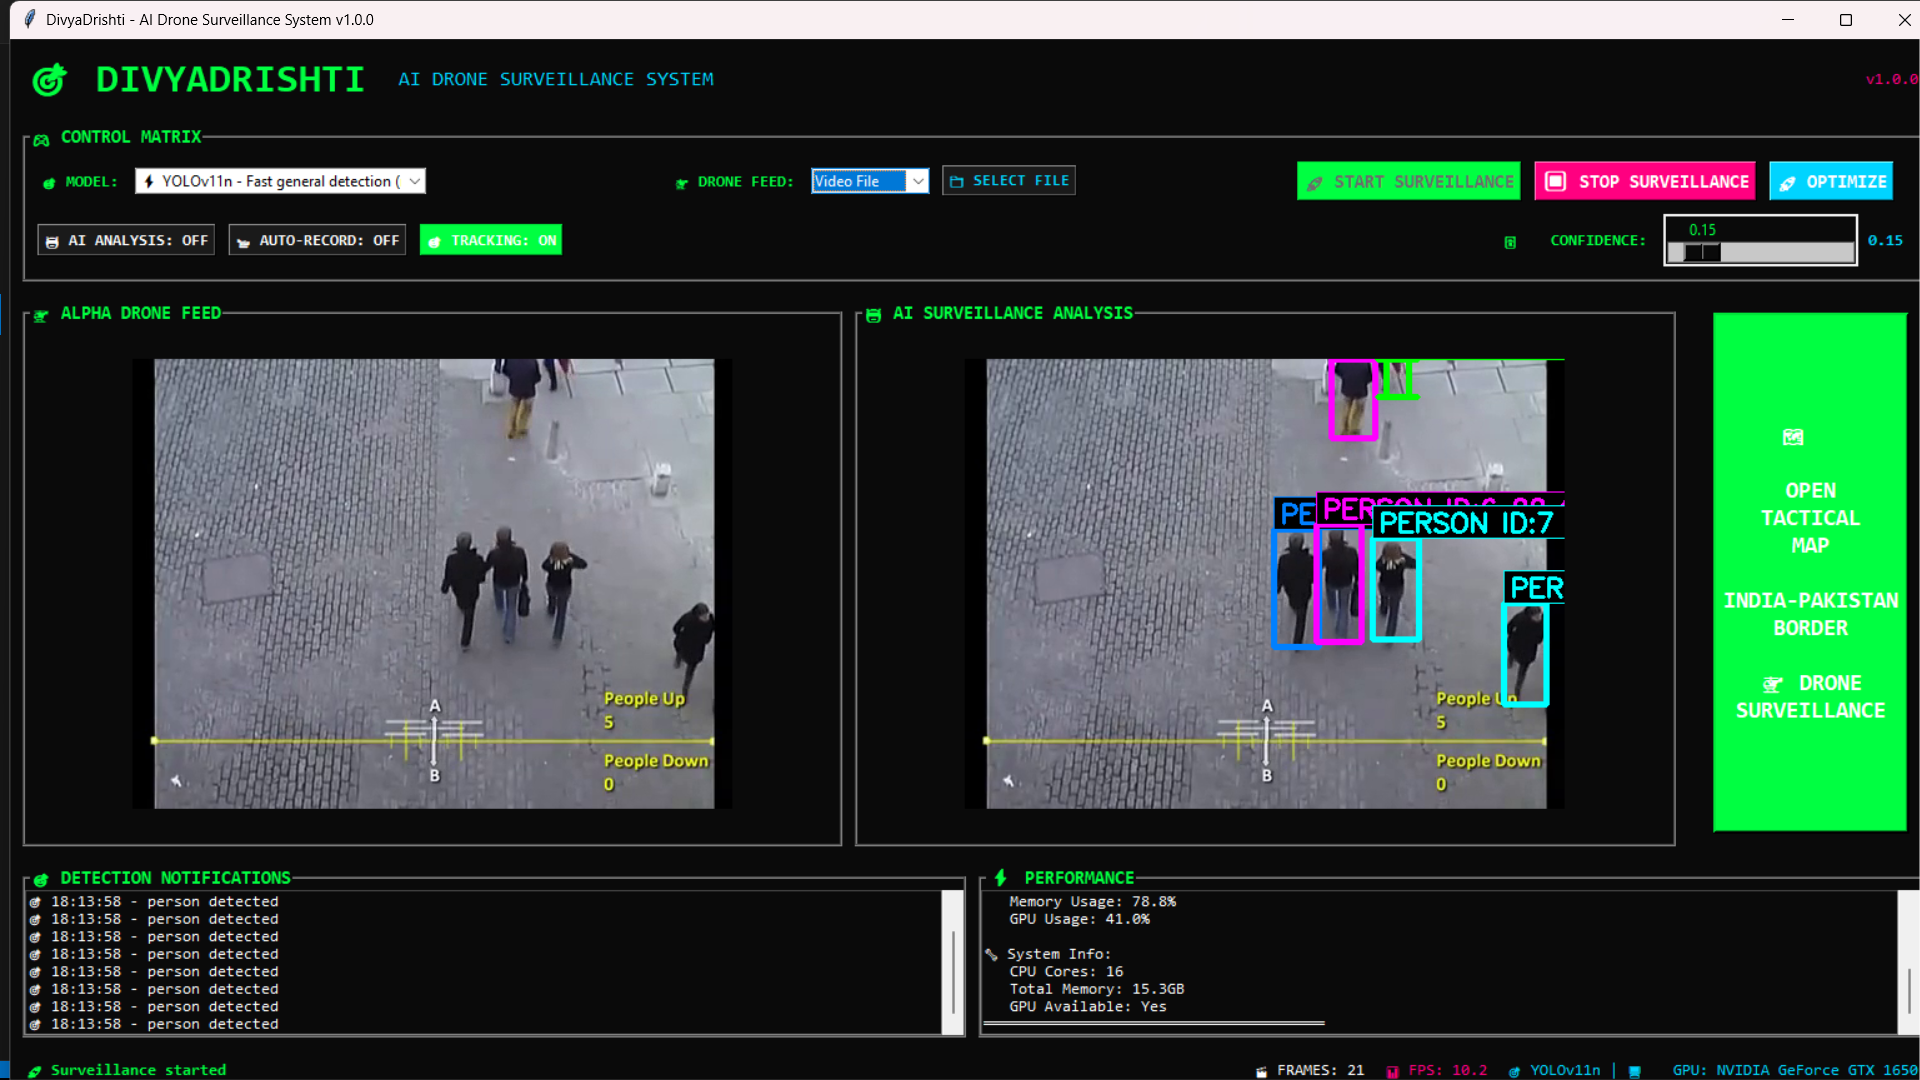 DivyaDrishti - AI Drone Surveillance System v1.0.0
DIVYADRISHTI AI DRONE SURVEILLANCE SYSTEM v1.0.0
CONTROL MATRIX
MODEL: YOLOv11n - Fast general detection ( DRONE FEED: Video File SELECT FILE START SURVEILLANCE STOP SURVEILLANCE OPTIMIZE
AI ANALYSIS: OFF AUTO-RECORD: OFF TRACKING: ON CONFIDENCE: 0.15 0.15
ALPHA DRONE FEED
People Up
5
A
People Down
B
0
AI SURVEILLANCE ANALYSIS
PE
PERSON ID:7
PER
People Up
5
A
People Down
B
0
OPEN
TACTICAL
MAP
INDIA-PAKISTAN
BORDER
DRONE
SURVEILLANCE
DETECTION NOTIFICATIONS
18:13:58 - person detected
18:13:58 - person detected
18:13:58 - person detected
18:13:58 - person detected
18:13:58 - person detected
18:13:58 - person detected
18:13:58 - person detected
18:13:58 - person detected
PERFORMANCE
Memory Usage: 78.8%
GPU Usage: 41.0%
System Info:
CPU Cores: 16
Total Memory: 15.3GB
GPU Available: Yes
Surveillance started
FRAMES: 21 FPS: 10.2 YOLOv11n | GPU: NVIDIA GeForce GTX 1650